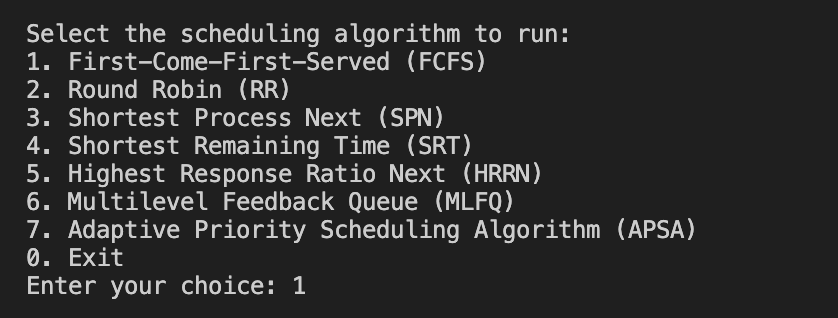 Select the scheduling algorithm to run:
1. First-Come-First-Served (FCFS)
2. Round Robin (RR)
3. Shortest Process Next (SPN)
4. Shortest Remaining Time (SRT)
5. Highest Response Ratio Next (HRRN)
6. Multilevel Feedback Queue (MLFQ)
7. Adaptive Priority Scheduling Algorithm (APSA)
0. Exit
Enter your choice: 1